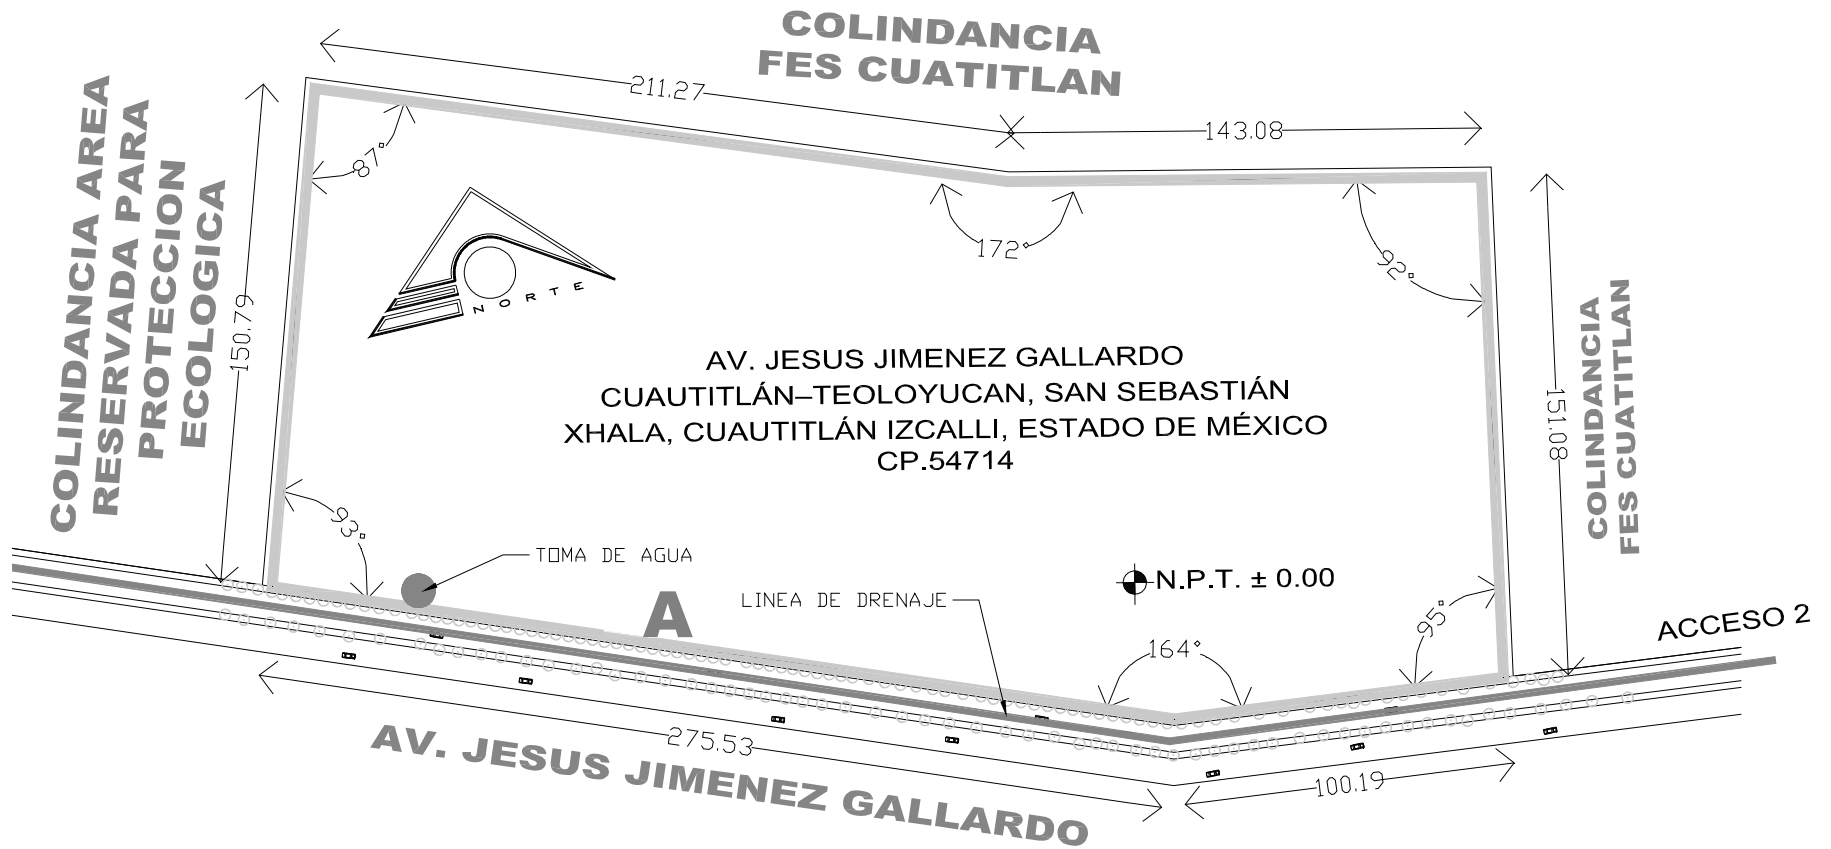 COLINDANCIA
FES CUATITLAN
211.27
143.08
COLINDANCIA AREA
RESERVADA PARA
PROTECCION
ECOLOGICA
150.79
87°
172°
92°
NORTE
AV. JESUS JIMENEZ GALLARDO
CUAUTITLÁN–TEOLOYUCAN, SAN SEBASTIÁN
XHALA, CUAUTITLÁN IZCALLI, ESTADO DE MÉXICO
CP.54714
151.08
COLINDANCIA
FES CUATITLAN
93°
TOMA DE AGUA
A
LINEA DE DRENAJE
N.P.T. ± 0.00
164°
95°
ACCESO 2
275.53
100.19
AV. JESUS JIMENEZ GALLARDO